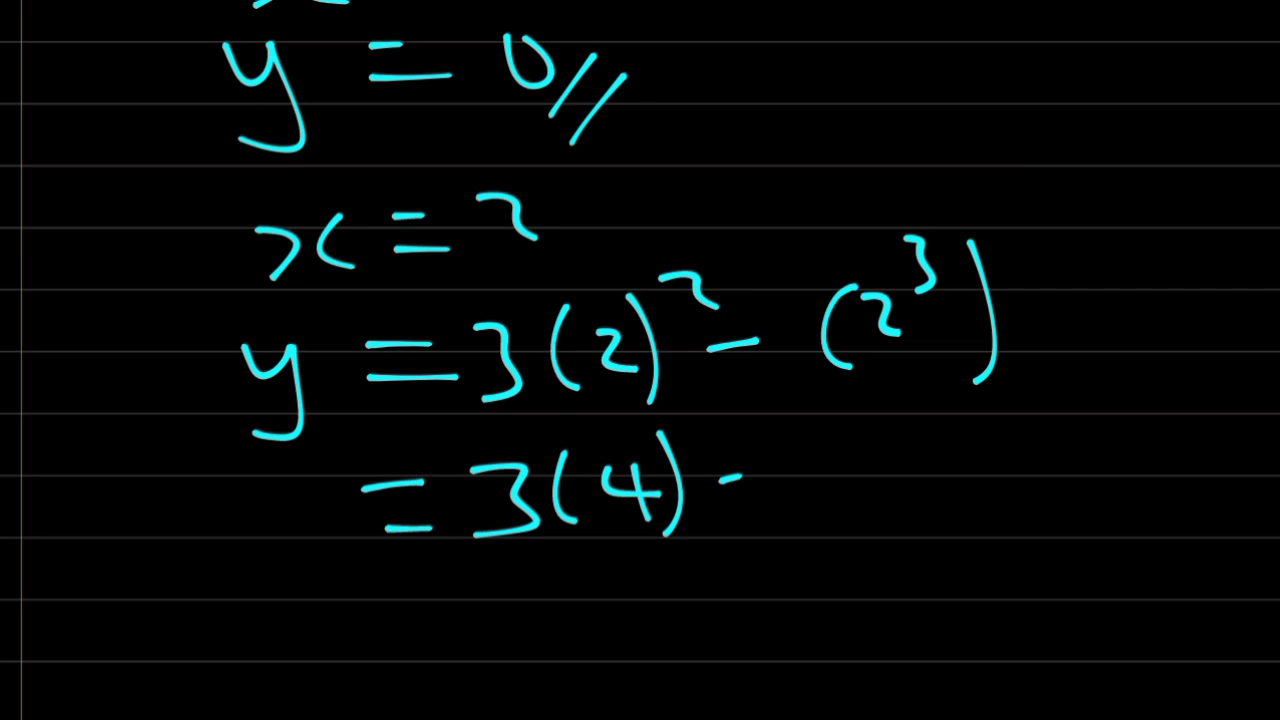 y = 0//
x = 2
y = 3(2)² - (2³)
= 3(4) -